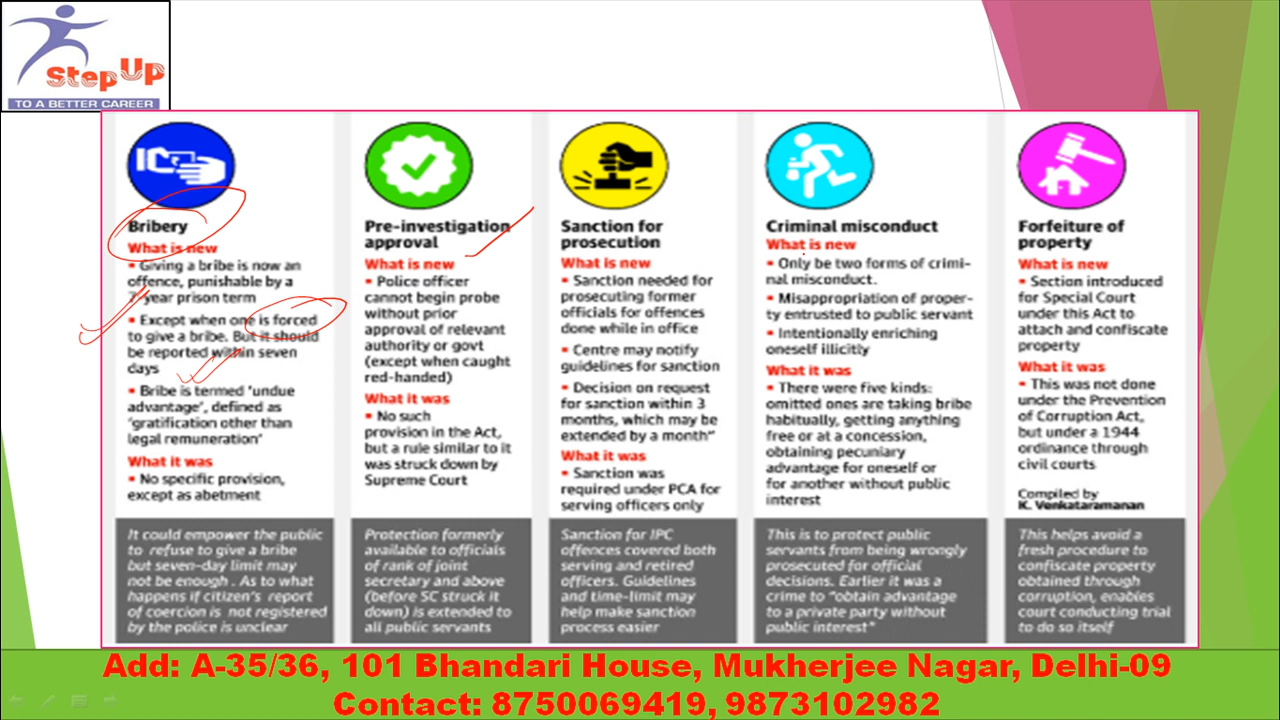 StepUp
TO A BETTER CAREER
Bribery
What is new
▪ Giving a bribe is now an
offence, punishable by a
7-year prison term
▪ Except when one is forced
to give a bribe. But it should
be reported within seven
days
▪ Bribe is termed 'undue
advantage', defined as
'gratification other than
legal remuneration'
What it was
▪ No specific provision,
except as abetment
It could empower the public
to refuse to give a bribe
but seven-day limit may
not be enough . As to what
happens if citizen's report
of coercion is not registered
by the police is unclear
Pre-investigation
approval
What is new
▪ Police officer
cannot begin probe
without prior
approval of relevant
authority or govt
(except when caught
red-handed)
What it was
▪ No such
provision in the Act,
but a rule similar to it
was struck down by
Supreme Court
Protection formerly
available to officials
of rank of joint
secretary and above
(before SC struck it
down) is extended to
all public servants
Sanction for
prosecution
What is new
▪ Sanction needed for
prosecuting former
officials for offences
done while in office
▪ Centre may notify
guidelines for sanction
▪ Decision on request
for sanction within 3
months, which may be
extended by a month"
What it was
▪ Sanction was
required under PCA for
serving officers only
Sanction for IPC
offences covered both
serving and retired
officers. Guidelines
and time-limit may
help make sanction
process easier
Criminal misconduct
What is new
▪ Only be two forms of crimi-
nal misconduct.
▪ Misappropriation of proper-
ty entrusted to public servant
▪ Intentionally enriching
oneself illicitly
What it was
▪ There were five kinds:
omitted ones are taking bribe
habitually, getting anything
free or at a concession,
obtaining pecuniary
advantage for oneself or
for another without public
interest
This is to protect public
servants from being wrongly
prosecuted for official
decisions. Earlier it was a
crime to "obtain advantage
to a private party without
public interest"
Forfeiture of
property
What is new
▪ Section introduced
for Special Court
under this Act to
attach and confiscate
property
What it was
▪ This was not done
under the Prevention
of Corruption Act,
but under a 1944
ordinance through
civil courts
Compiled by
K. Venkataramanan
This helps avoid a
fresh procedure to
confiscate property
obtained through
corruption, enables
court conducting trial
to do so itself
Add: A-35/36, 101 Bhandari House, Mukherjee Nagar, Delhi-09
Contact: 8750069419, 9873102982